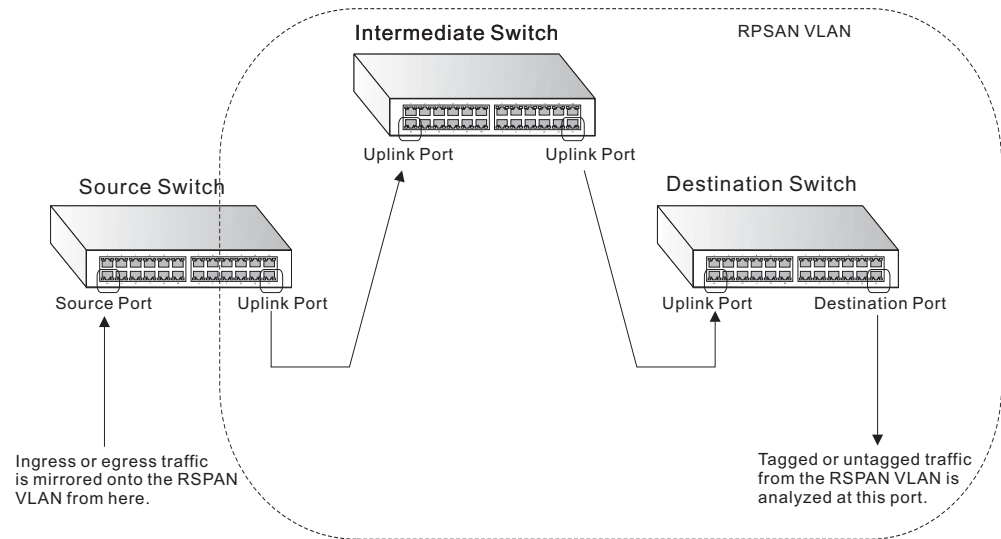 Intermediate Switch
RPSAN VLAN
Uplink Port
Uplink Port
Source Switch
Destination Switch
Source Port
Uplink Port
Uplink Port
Destination Port
Ingress or egress traffic
is mirrored onto the RSPAN
VLAN from here.
Tagged or untagged traffic
from the RSPAN VLAN is
analyzed at this port.